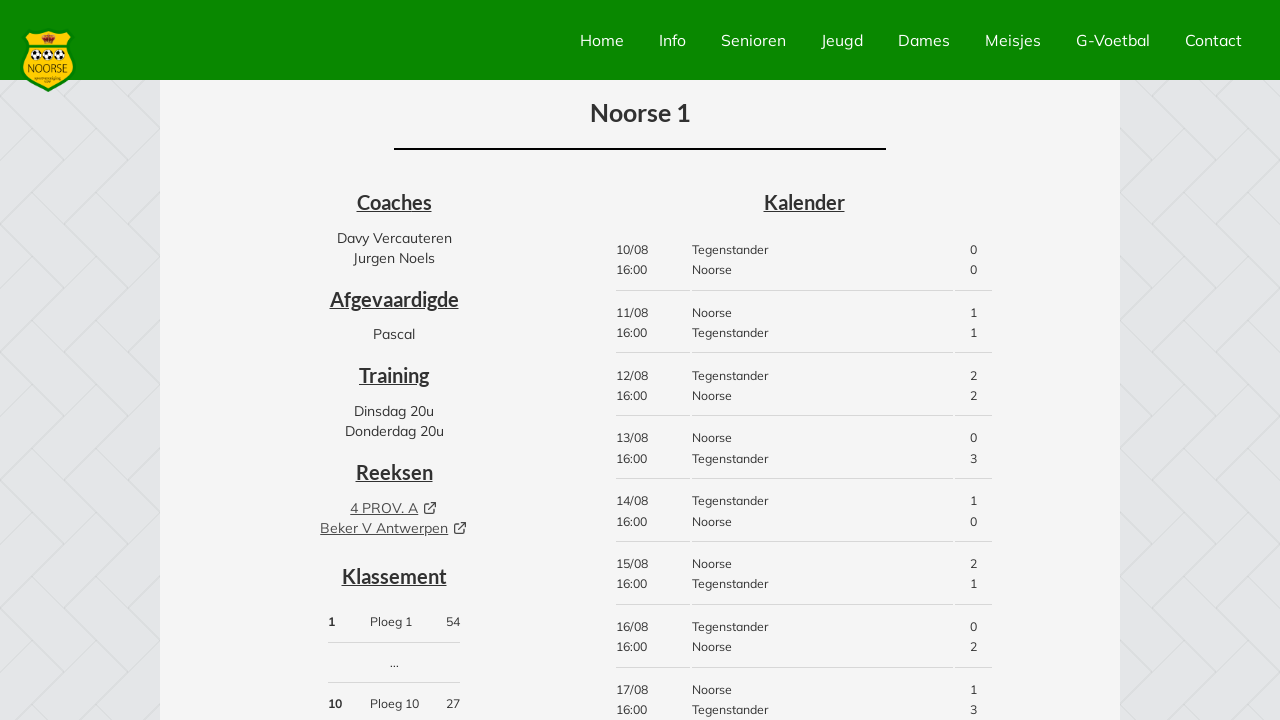 NOORSE
Home Info Senioren Jeugd Dames Meisjes G-Voetbal Contact
Noorse 1
Coaches
Davy Vercauteren
Jurgen Noels
Afgevaardigde
Pascal
Training
Dinsdag 20u
Donderdag 20u
Reeksen
4 PROV. A
Beker V Antwerpen
Klassement
1 Ploeg 1 54
...
10 Ploeg 10 27
Kalender
10/08 Tegenstander 0
16:00 Noorse 0
11/08 Noorse 1
16:00 Tegenstander 1
12/08 Tegenstander 2
16:00 Noorse 2
13/08 Noorse 0
16:00 Tegenstander 3
14/08 Tegenstander 1
16:00 Noorse 0
15/08 Noorse 2
16:00 Tegenstander 1
16/08 Tegenstander 0
16:00 Noorse 2
17/08 Noorse 1
16:00 Tegenstander 3